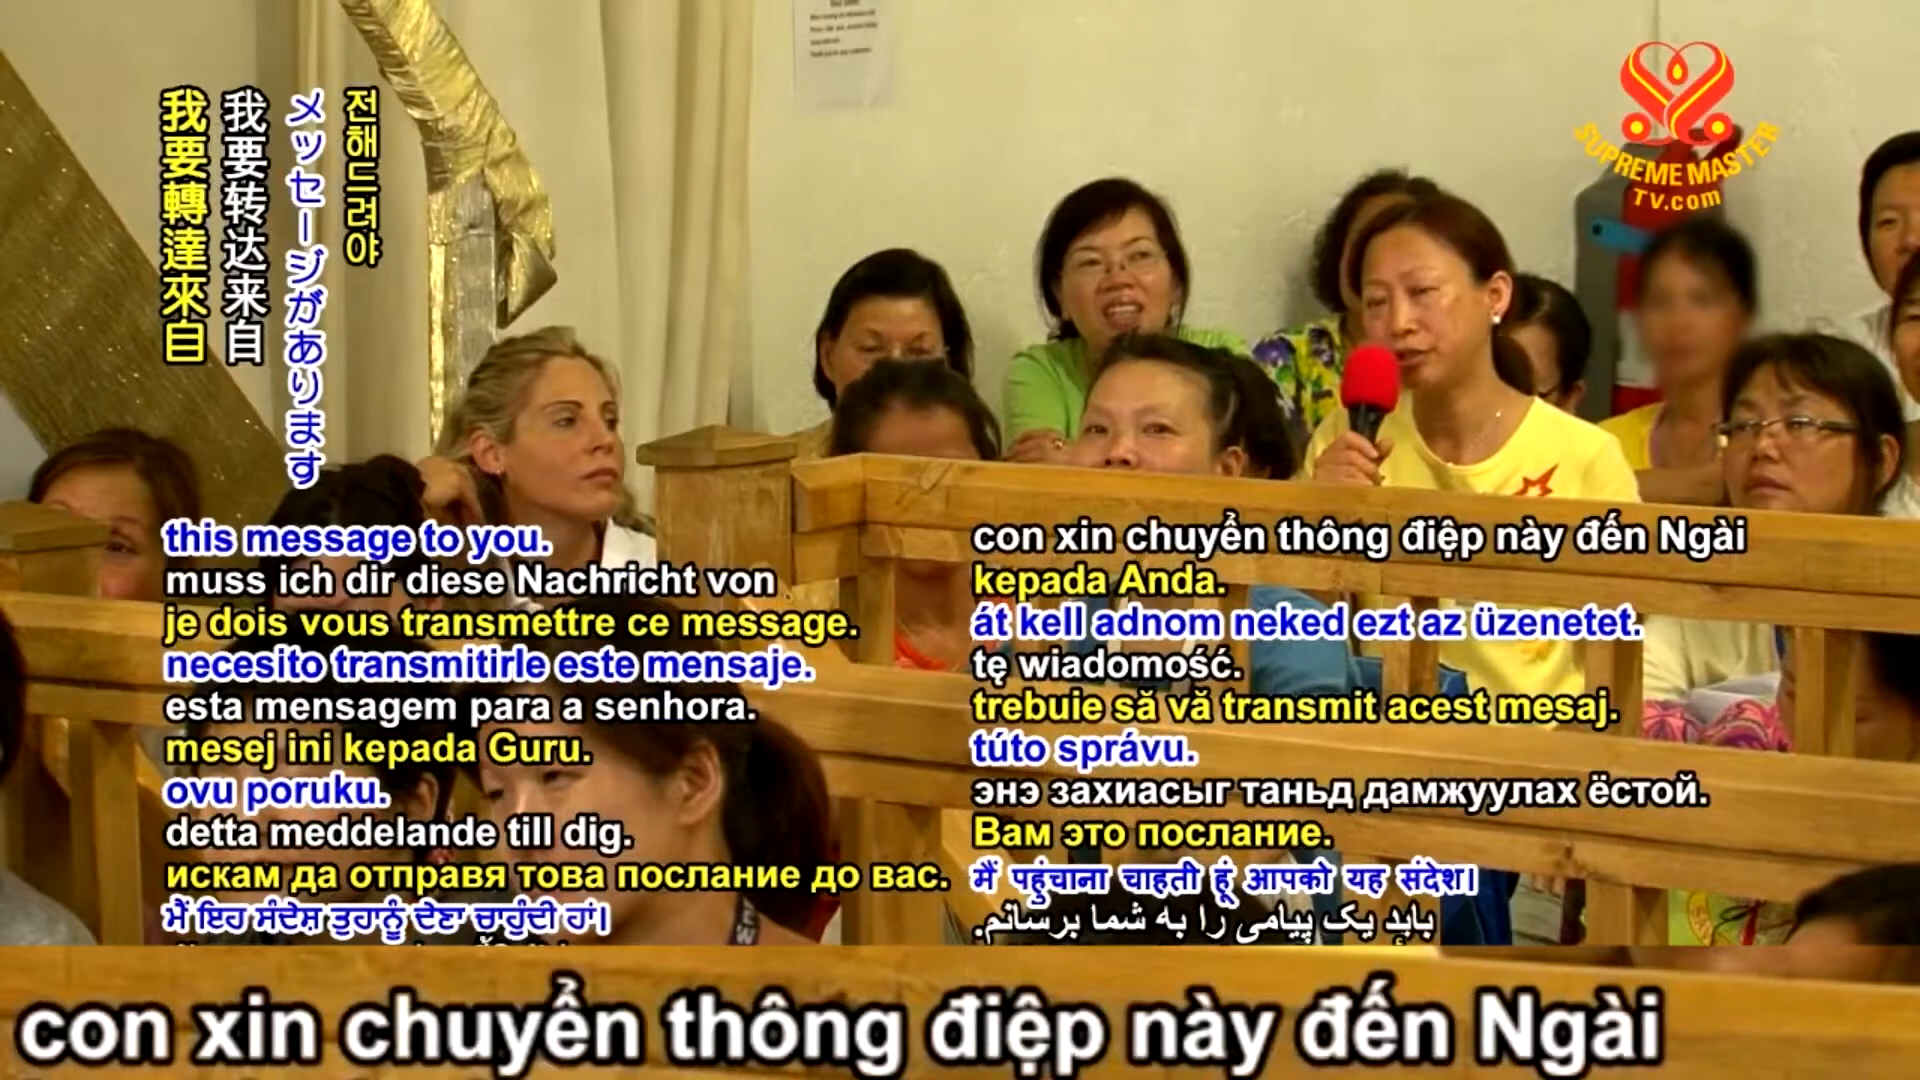 SUPREME MASTER
TV.com
我要轉達來自
我要转达来自
メッセージがあります
전해드려야
this message to you.
muss ich dir diese Nachricht von
je dois vous transmettre ce message.
necesito transmitirle este mensaje.
esta mensagem para a senhora.
mesej ini kepada Guru.
ovu poruku.
detta meddelande till dig.
искам да отправя това послание до вас.
ਮੈਂ ਇਹ ਸੰਦੇਸ਼ ਤੁਹਾਨੂੰ ਦੇਣਾ ਚਾਹੁੰਦੀ ਹਾਂ।
con xin chuyển thông điệp này đến Ngài
kepada Anda.
át kell adnom neked ezt az üzenetet.
tę wiadomość.
trebuie să vă transmit acest mesaj.
túto správu.
энэ захиасыг таньд дамжуулах ёстой.
Вам это послание.
मैं पहुंचाना चाहती हूं आपको यह संदेश।
باید یک پیامی را به شما برسانم.
con xin chuyển thông điệp này đến Ngài